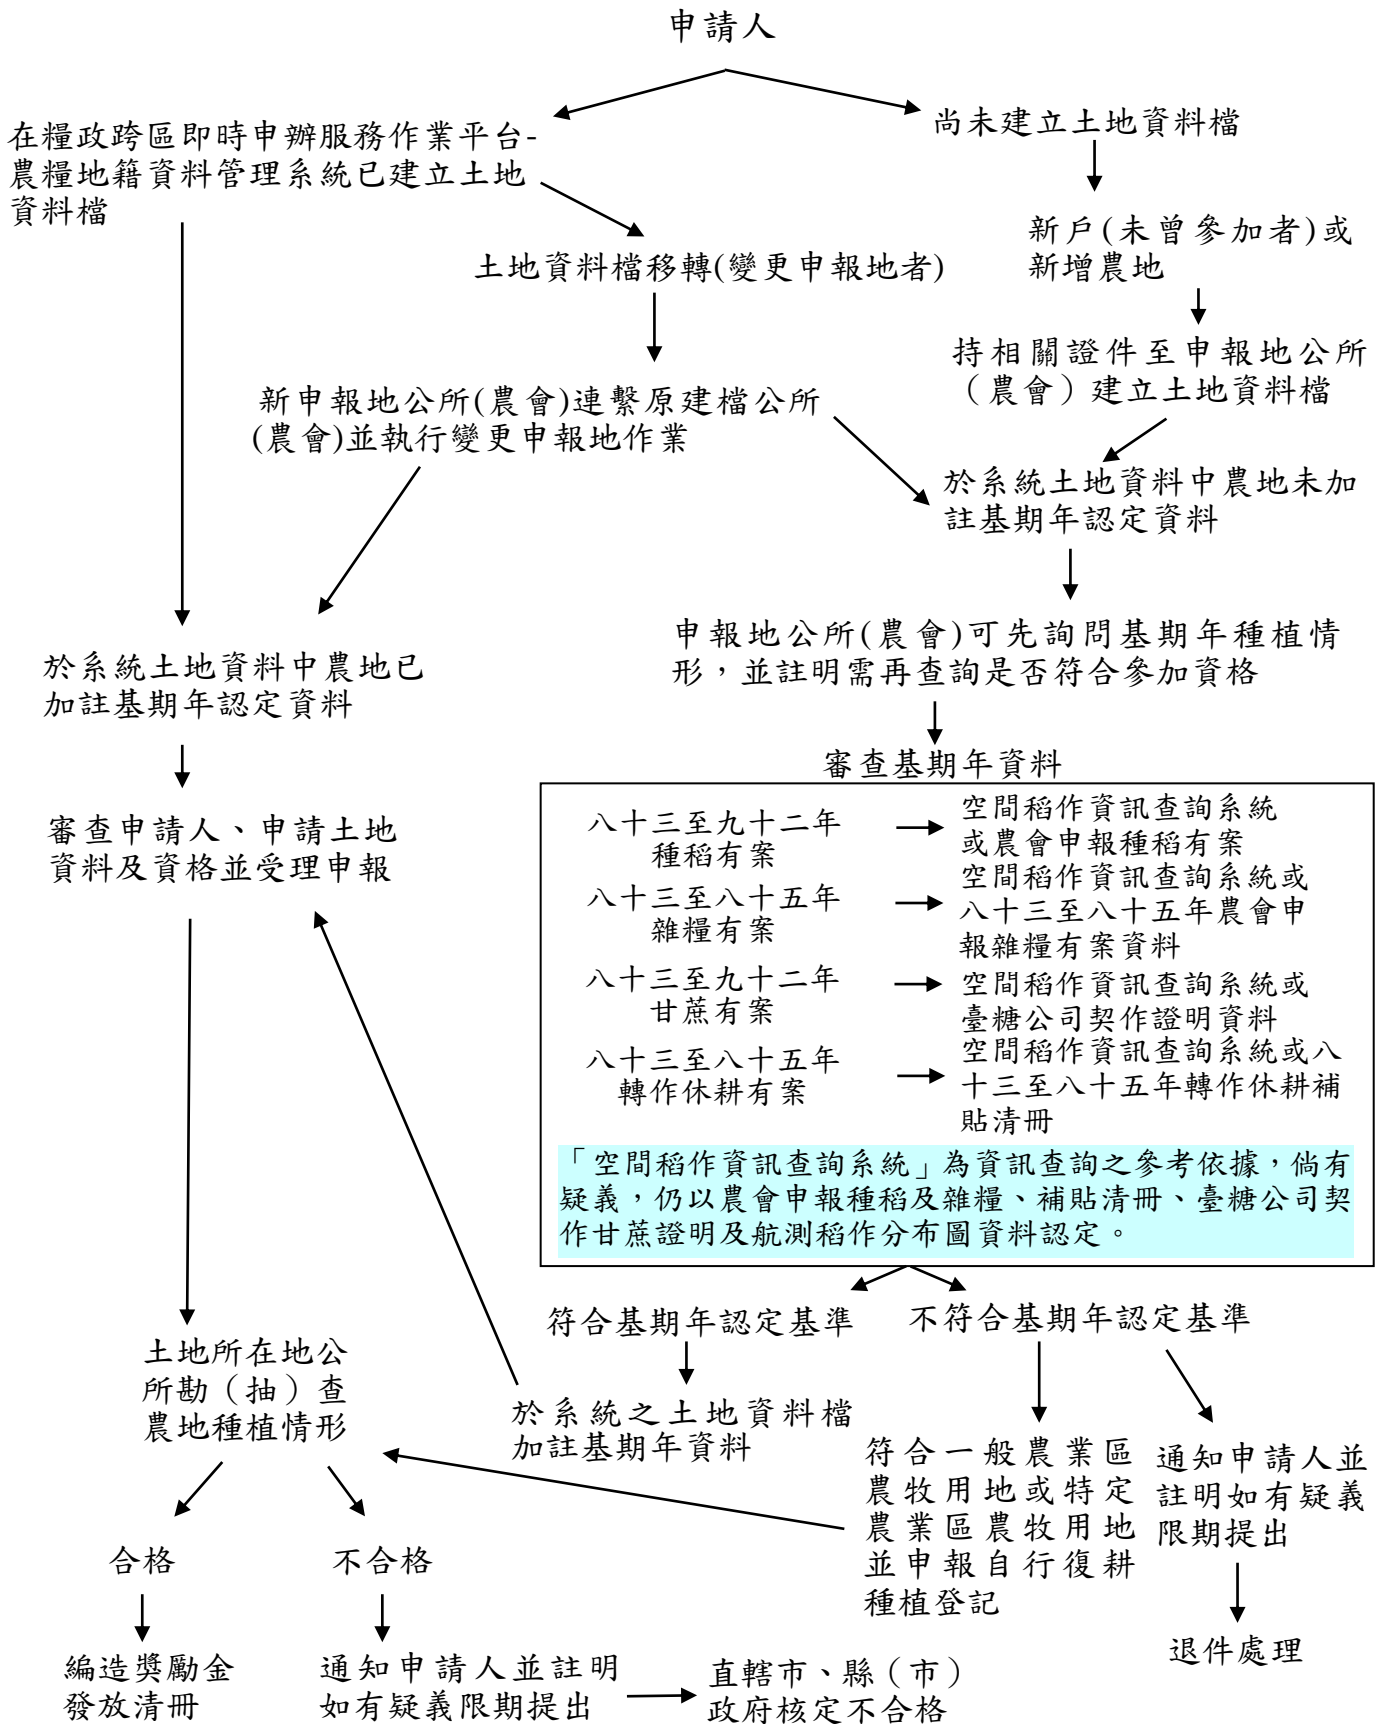 申請人
在糧政跨區即時申辦服務作業平台-
農糧地籍資料管理系統已建立土地
資料檔
尚未建立土地資料檔
新戶(未曾參加者)或
新增農地
土地資料檔移轉(變更申報地者)
持相關證件至申報地公所
（農會）建立土地資料檔
新申報地公所(農會)連繫原建檔公所
(農會)並執行變更申報地作業
於系統土地資料中農地未加
註基期年認定資料
申報地公所(農會)可先詢問基期年種植情
形，並註明需再查詢是否符合參加資格
於系統土地資料中農地已
加註基期年認定資料
審查基期年資料
審查申請人、申請土地
資料及資格並受理申報
八十三至九十二年
種稻有案
空間稻作資訊查詢系統
或農會申報種稻有案
八十三至八十五年
雜糧有案
空間稻作資訊查詢系統或
八十三至八十五年農會申
報雜糧有案資料
八十三至九十二年
甘蔗有案
空間稻作資訊查詢系統或
臺糖公司契作證明資料
八十三至八十五年
轉作休耕有案
空間稻作資訊查詢系統或八
十三至八十五年轉作休耕補
貼清冊
「空間稻作資訊查詢系統」為資訊查詢之參考依據，倘有
疑義，仍以農會申報種稻及雜糧、補貼清冊、臺糖公司契
作甘蔗證明及航測稻作分布圖資料認定。
符合基期年認定基準
不符合基期年認定基準
土地所在地公
所勘（抽）查
農地種植情形
於系統之土地資料檔
加註基期年資料
符合一般農業區
農牧用地或特定
農業區農牧用地
並申報自行復耕
種植登記
通知申請人並
註明如有疑義
限期提出
合格
不合格
編造獎勵金
發放清冊
通知申請人並註明
如有疑義限期提出
直轄市、縣（市）
政府核定不合格
退件處理